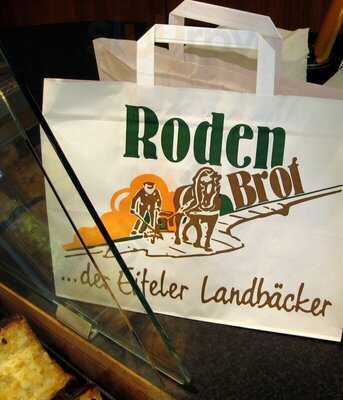 Roden
Brot
...der Eifeler Landbäcker